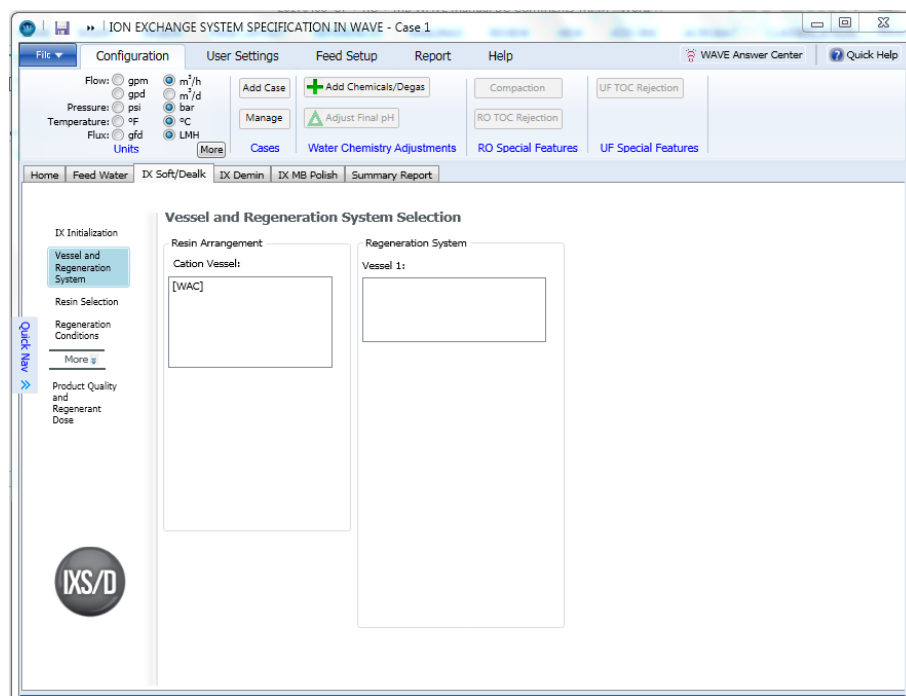 ION EXCHANGE SYSTEM SPECIFICATION IN WAVE - Case 1
File
Configuration
User Settings
Feed Setup
Report
Help
WAVE Answer Center
Quick Help
Flow: gpm m³/h
gpd m³/d
Pressure: psi bar
Temperature: °F °C
Flux: gfd LMH
Units
More
Add Case
Manage
Cases
Add Chemicals/Degas
Adjust Final pH
Water Chemistry Adjustments
Compaction
RO TOC Rejection
RO Special Features
UF TOC Rejection
UF Special Features
Home
Feed Water
IX Soft/Dealk
IX Demin
IX MB Polish
Summary Report
Quick Nav
IX Initialization
Vessel and
Regeneration
System
Resin Selection
Regeneration
Conditions
More
Product Quality
and
Regenerant
Dose
IXS/D
Vessel and Regeneration System Selection
Resin Arrangement
Cation Vessel:
[WAC]
Regeneration System
Vessel 1: